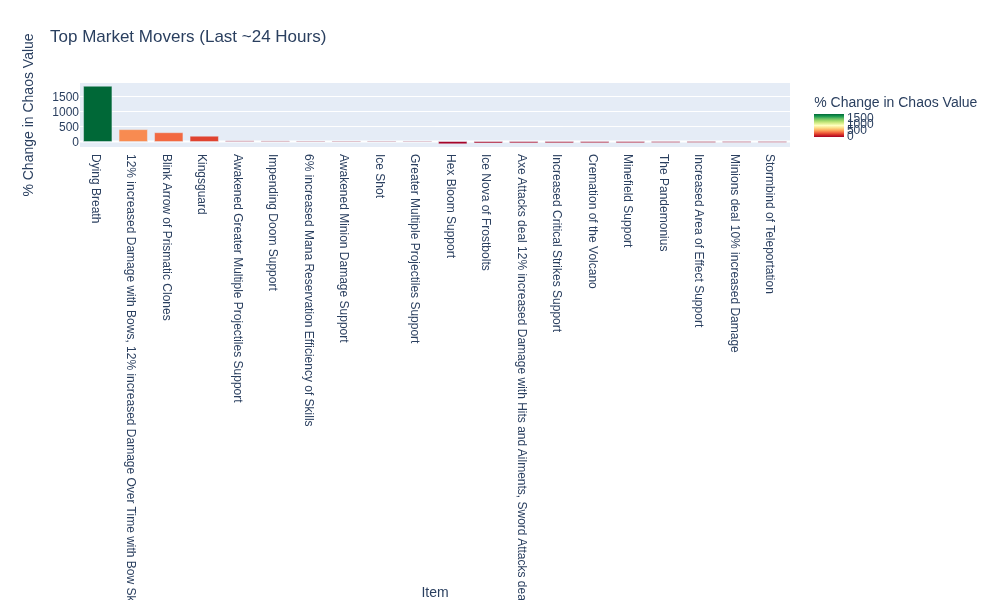 Top Market Movers (Last ~24 Hours)
% Change in Chaos Value
1500
1000
500
0
% Change in Chaos Value
1500
1000
500
0
Dying Breath
12% increased Damage with Bows, 12% increased Damage Over Time with Bow Sk
Blink Arrow of Prismatic Clones
Kingsguard
Awakened Greater Multiple Projectiles Support
Impending Doom Support
6% increased Mana Reservation Efficiency of Skills
Awakened Minion Damage Support
Ice Shot
Greater Multiple Projectiles Support
Hex Bloom Support
Ice Nova of Frostbolts
Axe Attacks deal 12% increased Damage with Hits and Ailments, Sword Attacks dea
Increased Critical Strikes Support
Cremation of the Volcano
Minefield Support
The Pandemonius
Increased Area of Effect Support
Minions deal 10% increased Damage
Stormbind of Teleportation
Item